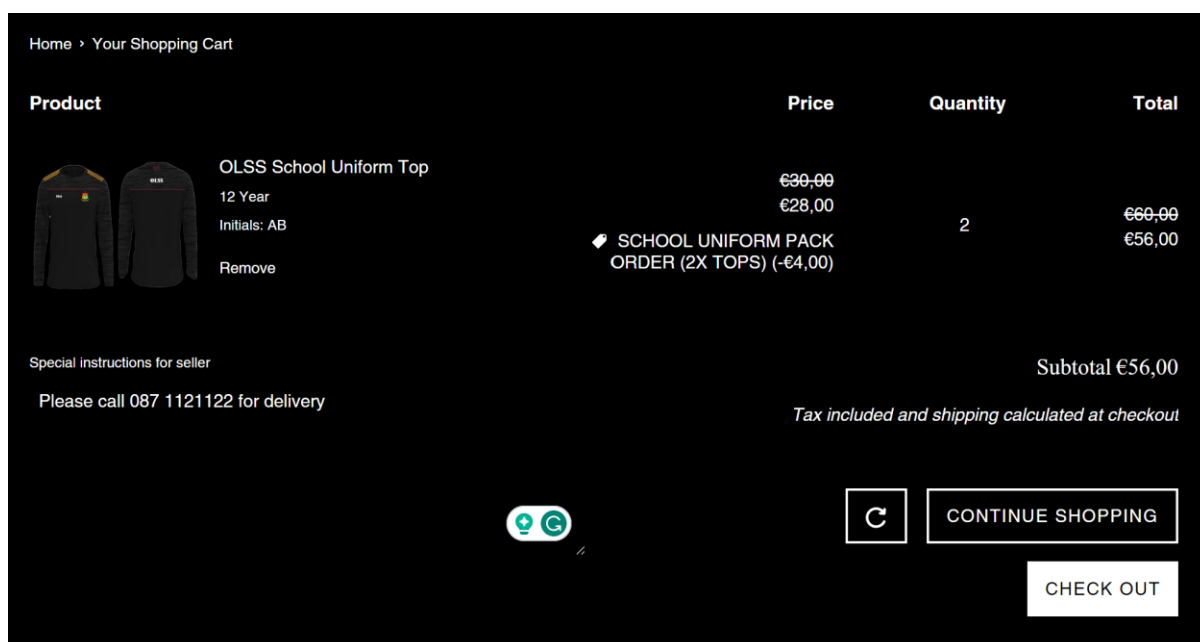 Home › Your Shopping Cart
Product Price Quantity Total
OLSS School Uniform Top
12 Year
Initials: AB
Remove
€30,00
€28,00
SCHOOL UNIFORM PACK
ORDER (2X TOPS) (-€4,00)
2
€60,00
€56,00
OLSS
Special instructions for seller
Please call 087 1121122 for delivery
Subtotal €56,00
Tax included and shipping calculated at checkout
CONTINUE SHOPPING
CHECK OUT